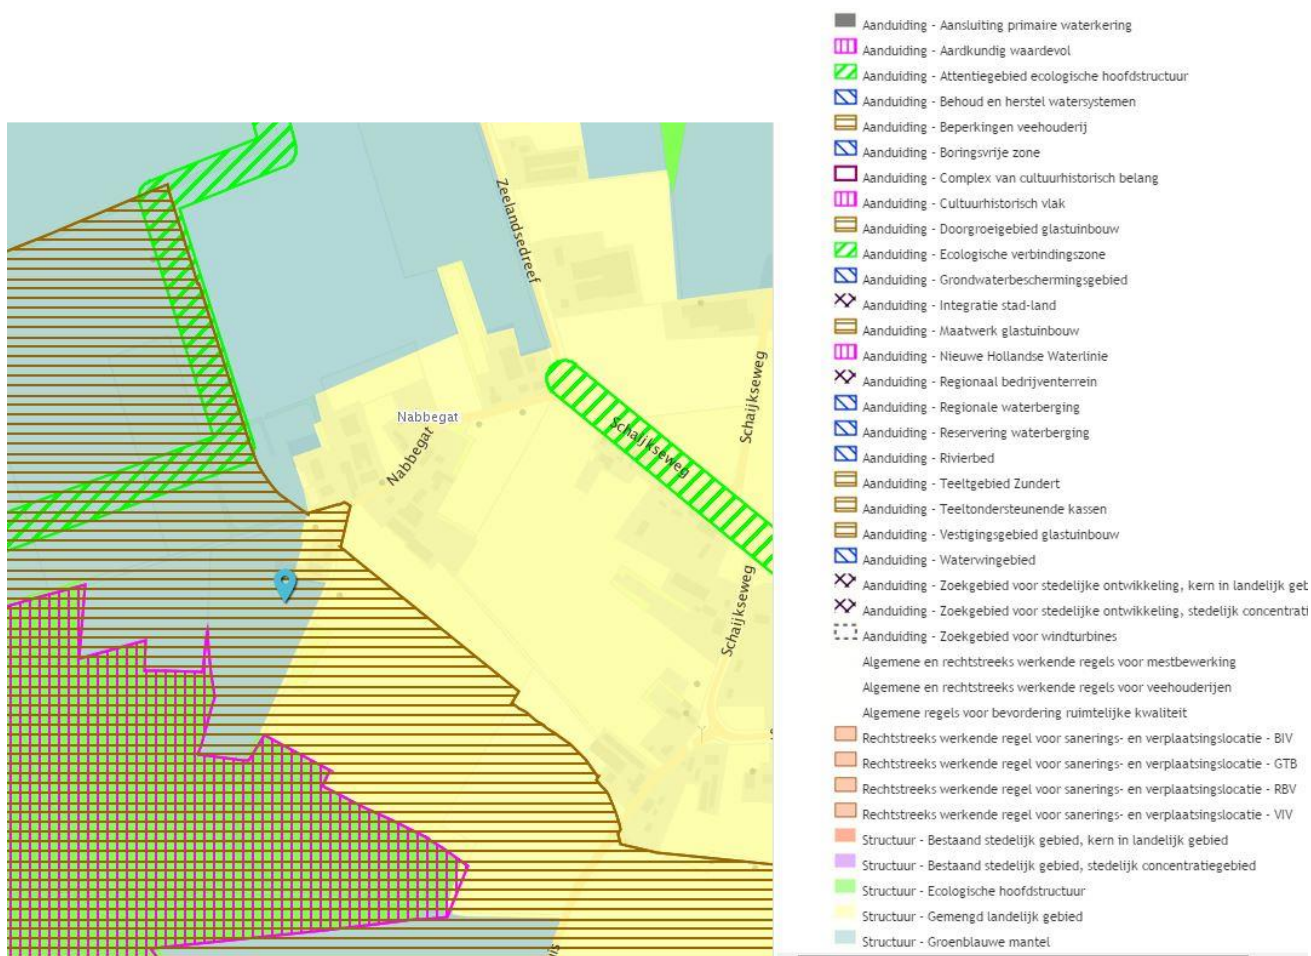 Zeelandsedreef
Nabbegat
Nabbegat
Schaijkseweg
Schaijkseweg
Schaijkseweg
Aanduiding - Aansluiting primaire waterkering
Aanduiding - Aardkundig waardevol
Aanduiding - Attentiegebied ecologische hoofdstructuur
Aanduiding - Behoud en herstel watersystemen
Aanduiding - Beperkingen veehouderij
Aanduiding - Boringsvrije zone
Aanduiding - Complex van cultuurhistorisch belang
Aanduiding - Cultuurhistorisch vlak
Aanduiding - Doorgroeigebied glastuinbouw
Aanduiding - Ecologische verbindingszone
Aanduiding - Grondwaterbeschermingsgebied
Aanduiding - Integratie stad-land
Aanduiding - Maatwerk glastuinbouw
Aanduiding - Nieuwe Hollandse Waterlinie
Aanduiding - Regionaal bedrijventerrein
Aanduiding - Regionale waterberging
Aanduiding - Reservering waterberging
Aanduiding - Rivierbed
Aanduiding - Teeltgebied Zundert
Aanduiding - Teeltondersteunende kassen
Aanduiding - Vestigingsgebied glastuinbouw
Aanduiding - Waterwingebied
Aanduiding - Zoekgebied voor stedelijke ontwikkeling, kern in landelijk geb
Aanduiding - Zoekgebied voor stedelijke ontwikkeling, stedelijk concentrati
Aanduiding - Zoekgebied voor windturbines
Algemene en rechtstreeks werkende regels voor mestbewerking
Algemene en rechtstreeks werkende regels voor veehouderijen
Algemene regels voor bevordering ruimtelijke kwaliteit
Rechtstreeks werkende regel voor sanerings- en verplaatsingslocatie - BIV
Rechtstreeks werkende regel voor sanerings- en verplaatsingslocatie - GTB
Rechtstreeks werkende regel voor sanerings- en verplaatsingslocatie - RBV
Rechtstreeks werkende regel voor sanerings- en verplaatsingslocatie - VIV
Structuur - Bestaand stedelijk gebied, kern in landelijk gebied
Structuur - Bestaand stedelijk gebied, stedelijk concentratiegebied
Structuur - Ecologische hoofdstructuur
Structuur - Gemengd landelijk gebied
Structuur - Groenblauwe mantel